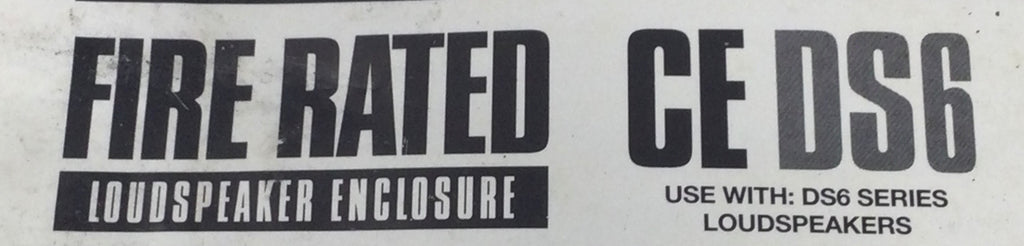 FIRE RATED
LOUDSPEAKER ENCLOSURE
CE DS6
USE WITH: DS6 SERIES
LOUDSPEAKERS